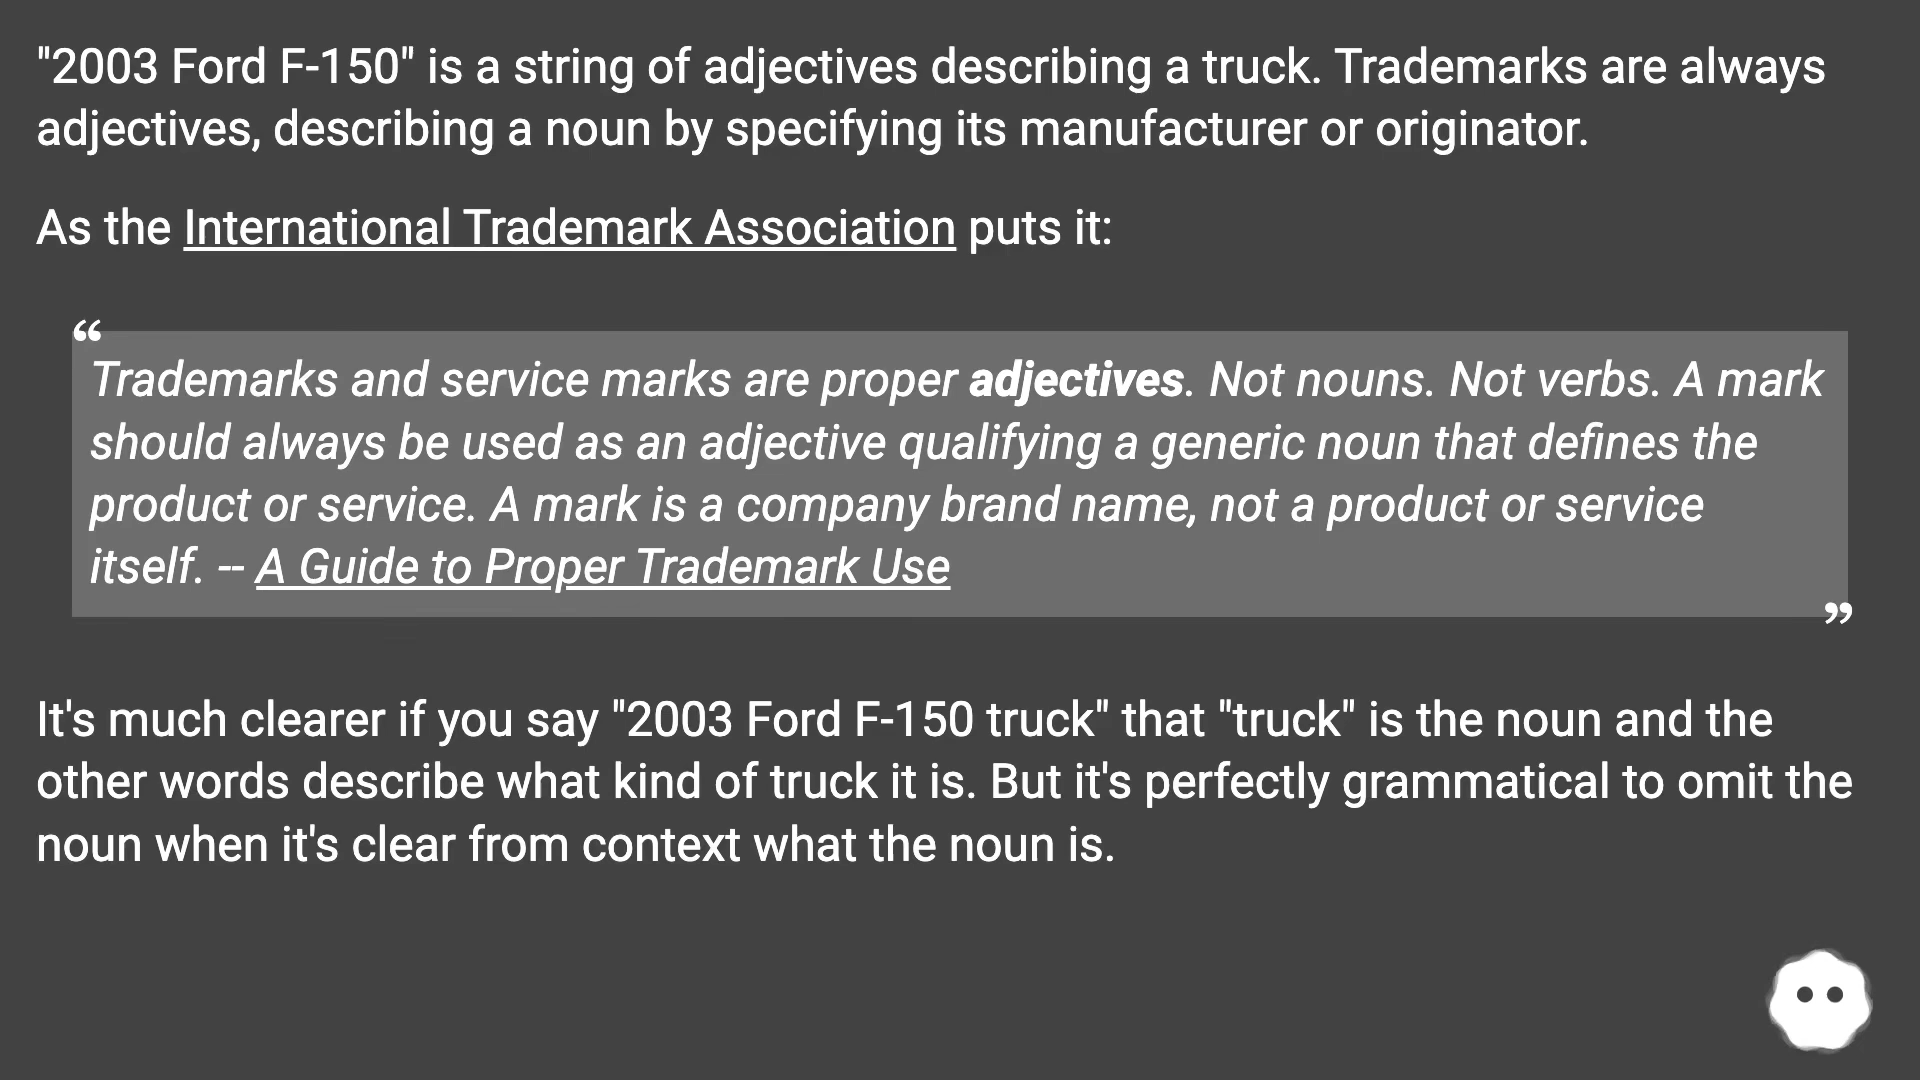 "2003 Ford F-150" is a string of adjectives describing a truck. Trademarks are always
adjectives, describing a noun by specifying its manufacturer or originator.
As the International Trademark Association puts it:
“
Trademarks and service marks are proper adjectives. Not nouns. Not verbs. A mark
should always be used as an adjective qualifying a generic noun that defines the
product or service. A mark is a company brand name, not a product or service
itself. -- A Guide to Proper Trademark Use
”
It's much clearer if you say "2003 Ford F-150 truck" that "truck" is the noun and the
other words describe what kind of truck it is. But it's perfectly grammatical to omit the
noun when it's clear from context what the noun is.